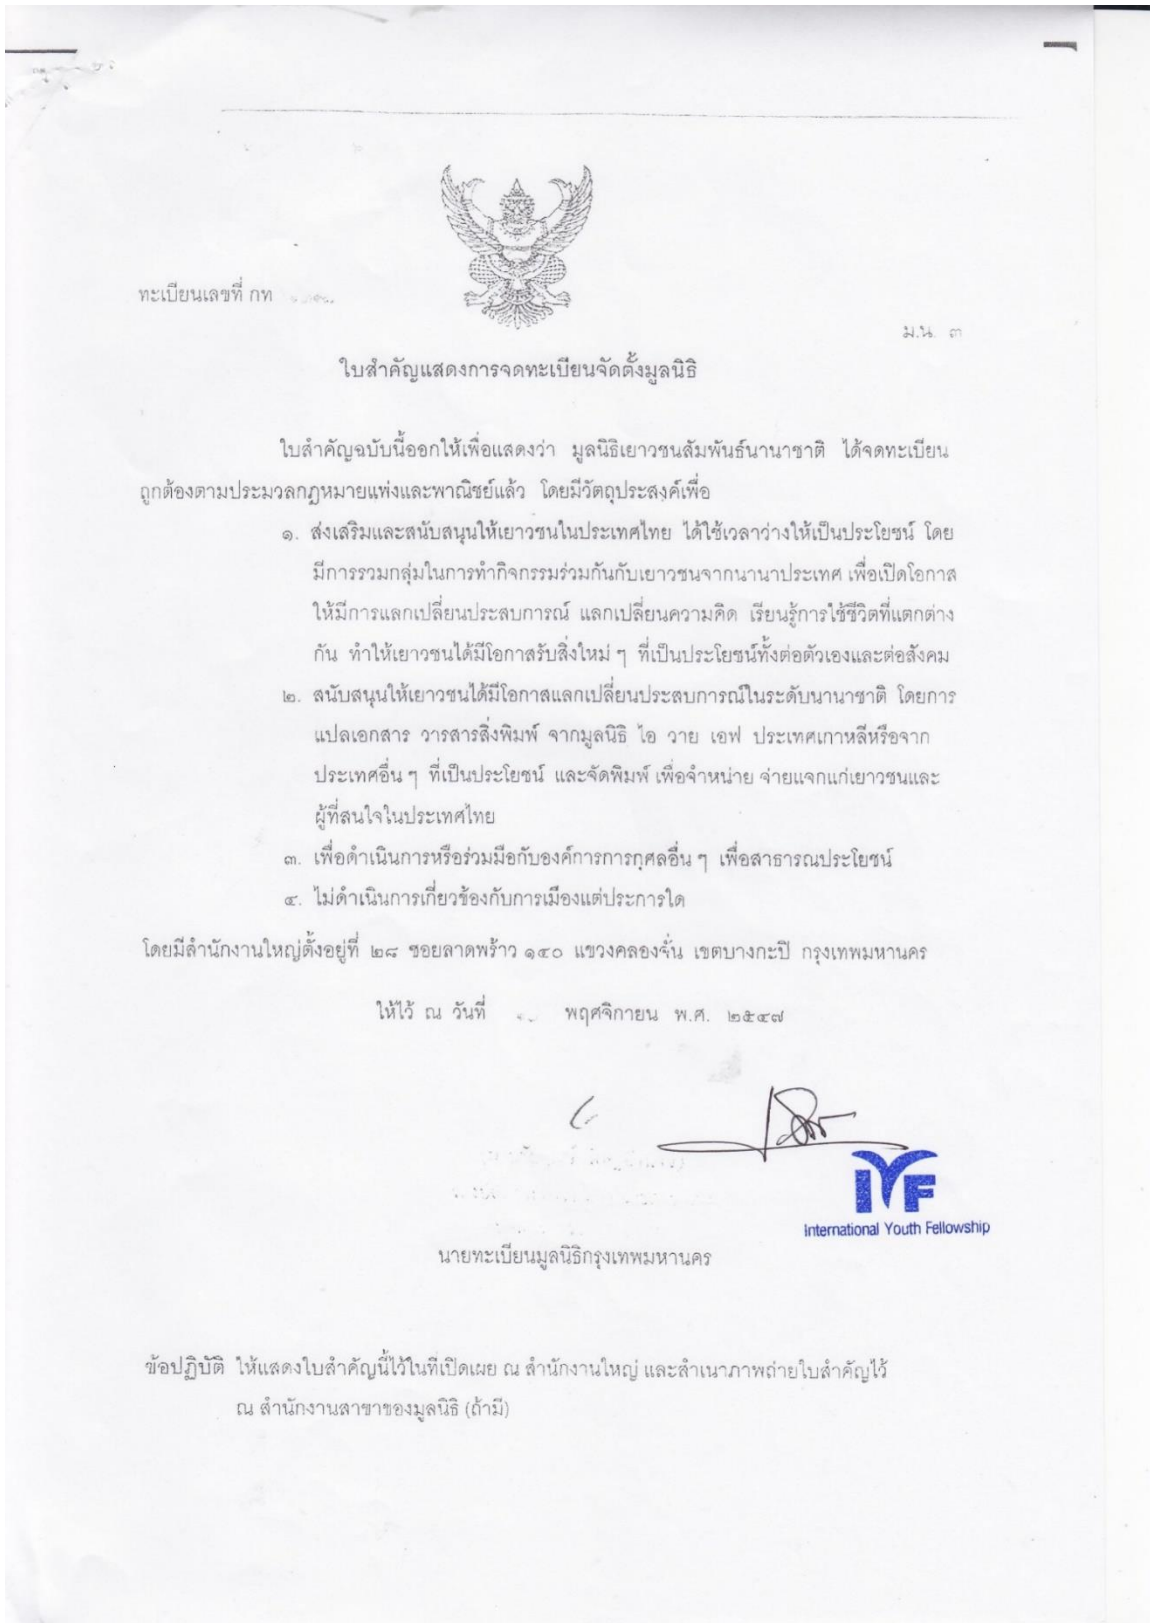 ทะเบียนเลขที่ กท
ม.น. ๓
ใบสำคัญแสดงการจดทะเบียนจัดตั้งมูลนิธิ
ใบสำคัญฉบับนี้ออกให้เพื่อแสดงว่า มูลนิธิเยาวชนสัมพันธ์นานาชาติ ได้จดทะเบียน
ถูกต้องตามประมวลกฎหมายแพ่งและพาณิชย์แล้ว โดยมีวัตถุประสงค์เพื่อ
๑. ส่งเสริมและสนับสนุนให้เยาวชนในประเทศไทย ได้ใช้เวลาว่างให้เป็นประโยชน์ โดย
มีการรวมกลุ่มในการทำกิจกรรมร่วมกันกับเยาวชนจากนานาประเทศ เพื่อเปิดโอกาส
ให้มีการแลกเปลี่ยนประสบการณ์ แลกเปลี่ยนความคิด เรียนรู้การใช้ชีวิตที่แตกต่าง
กัน ทำให้เยาวชนได้มีโอกาสรับสิ่งใหม่ ๆ ที่เป็นประโยชน์ทั้งต่อตัวเองและต่อสังคม
๒. สนับสนุนให้เยาวชนได้มีโอกาสแลกเปลี่ยนประสบการณ์ในระดับนานาชาติ โดยการ
แปลเอกสาร วารสารสิ่งพิมพ์ จากมูลนิธิ ไอ วาย เอฟ ประเทศเกาหลีหรือจาก
ประเทศอื่น ๆ ที่เป็นประโยชน์ และจัดพิมพ์ เพื่อจำหน่าย จ่ายแจกแก่เยาวชนและ
ผู้ที่สนใจในประเทศไทย
๓. เพื่อดำเนินการหรือร่วมมือกับองค์การการกุศลอื่น ๆ เพื่อสาธารณประโยชน์
๔. ไม่ดำเนินการเกี่ยวข้องกับการเมืองแต่ประการใด
โดยมีสำนักงานใหญ่ตั้งอยู่ที่ ๒๘ ซอยลาดพร้าว ๑๔๐ แขวงคลองจั่น เขตบางกะปิ กรุงเทพมหานคร
ให้ไว้ ณ วันที่ พฤศจิกายน พ.ศ. ๒๕๔๗
IYF
International Youth Fellowship
นายทะเบียนมูลนิธิกรุงเทพมหานคร
ข้อปฏิบัติ ให้แสดงใบสำคัญนี้ไว้ในที่เปิดเผย ณ สำนักงานใหญ่ และสำเนาภาพถ่ายใบสำคัญไว้
ณ สำนักงานสาขาของมูลนิธิ (ถ้ามี)